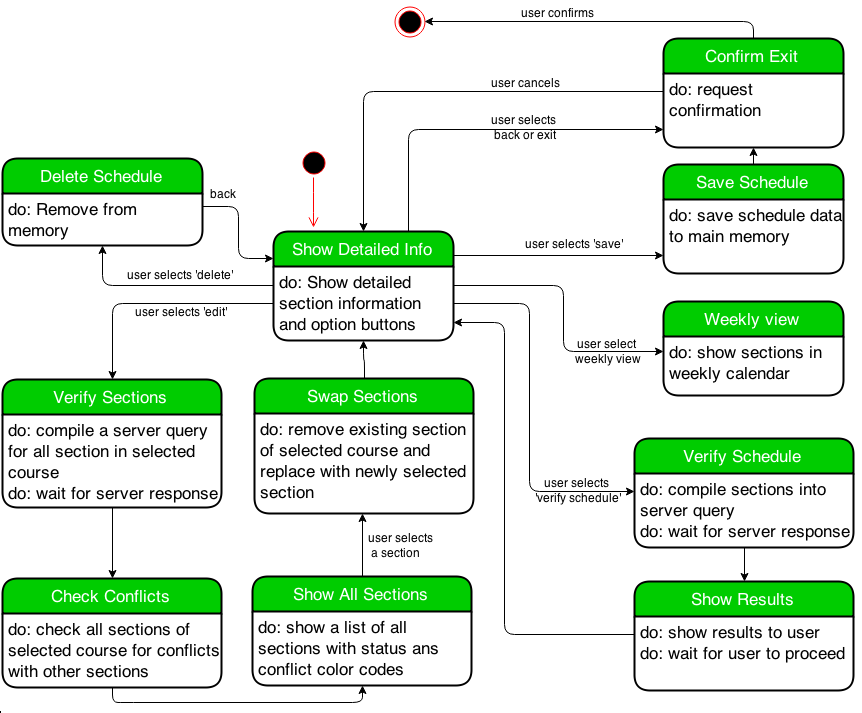 user confirms
Confirm Exit
do: request
confirmation
user cancels
user selects
back or exit
Delete Schedule
do: Remove from
memory
back
Save Schedule
do: save schedule data
to main memory
Show Detailed Info
do: Show detailed
section information
and option buttons
user selects 'save'
user selects 'delete'
user selects 'edit'
Weekly view
do: show sections in
weekly calendar
user select
weekly view
Verify Sections
do: compile a server query
for all section in selected
course
do: wait for server response
Swap Sections
do: remove existing section
of selected course and
replace with newly selected
section
Verify Schedule
do: compile sections into
server query
do: wait for server response
user selects
'verify schedule'
user selects
a section
Check Conflicts
do: check all sections of
selected course for conflicts
with other sections
Show All Sections
do: show a list of all
sections with status ans
conflict color codes
Show Results
do: show results to user
do: wait for user to proceed